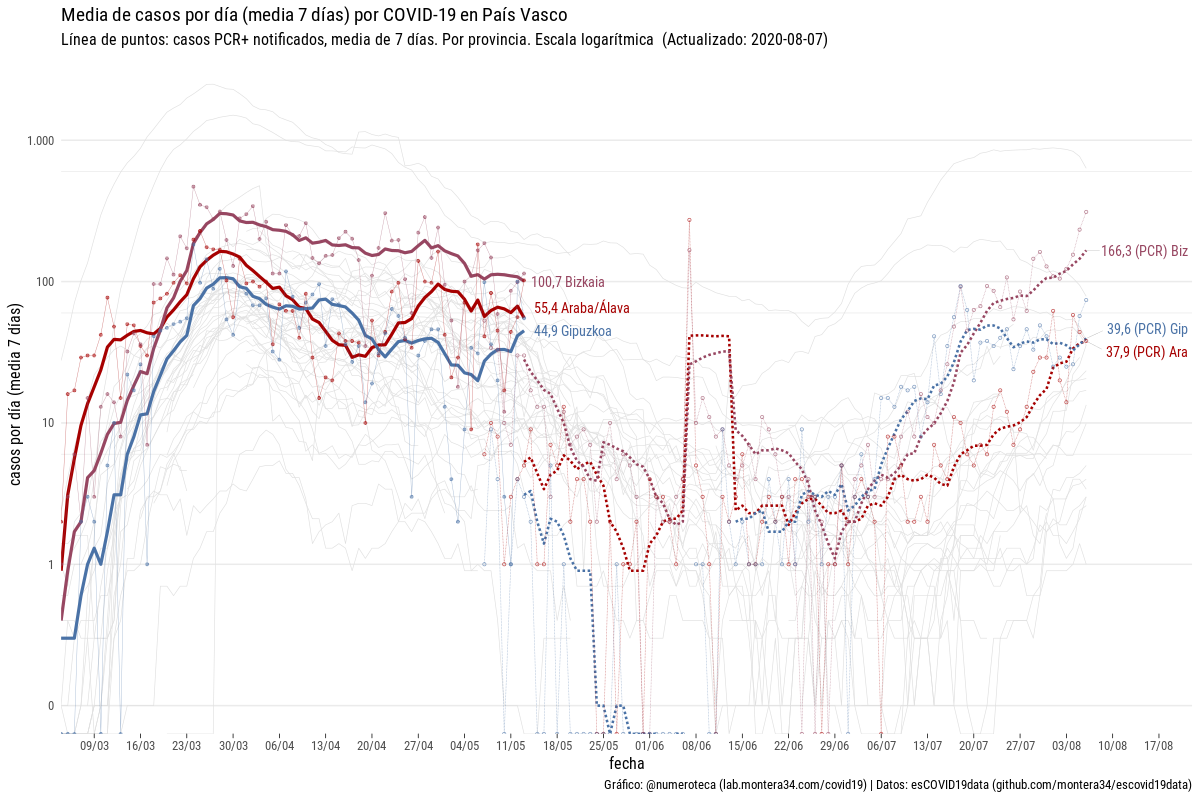 Media de casos por día (media 7 días) por COVID-19 en País Vasco
Línea de puntos: casos PCR+ notificados, media de 7 días. Por provincia. Escala logarítmica (Actualizado: 2020-08-07)
casos por día (media 7 días)
1.000
100
10
1
0
100,7 Bizkaia
55,4 Araba/Álava
44,9 Gipuzkoa
166,3 (PCR) Biz
39,6 (PCR) Gip
37,9 (PCR) Ara
09/03 16/03 23/03 30/03 06/04 13/04 20/04 27/04 04/05 11/05 18/05 25/05 01/06 08/06 15/06 22/06 29/06 06/07 13/07 20/07 27/07 03/08 10/08 17/08
fecha
Gráfico: @numeroteca (lab.montera34.com/covid19) | Datos: esCOVID19data (github.com/montera34/escovid19data)